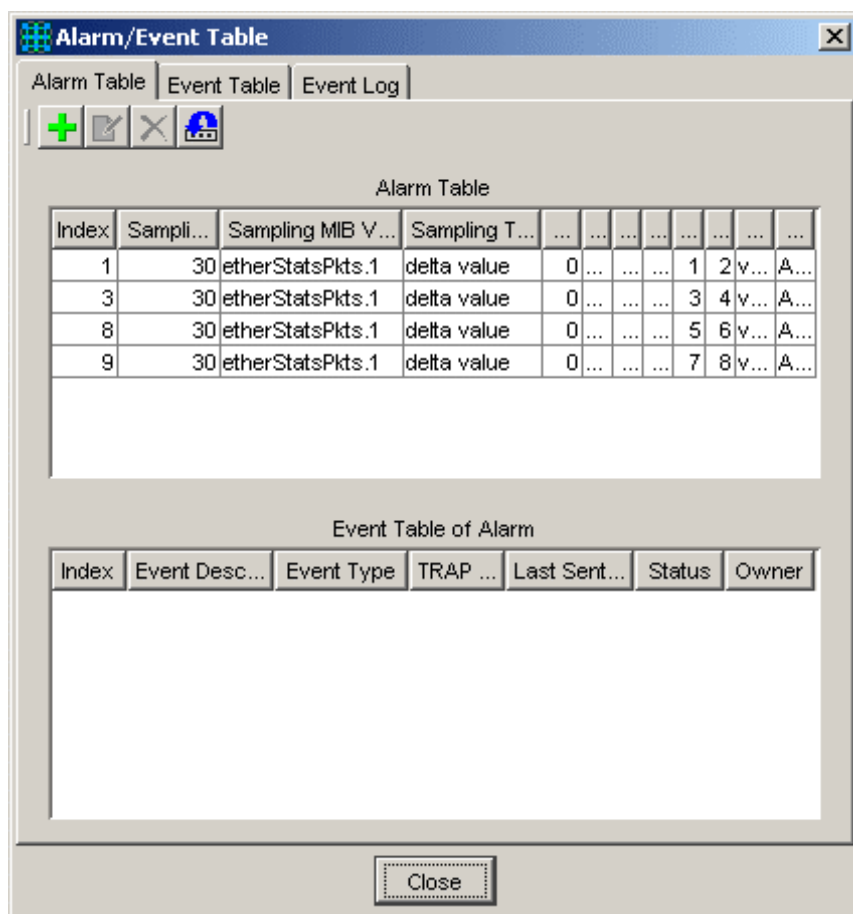 Alarm/Event Table
Alarm Table Event Table Event Log
Alarm Table
Index Sampli... Sampling MIB V... Sampling T... ... ... ... ... ... ... ... ...
1 30 etherStatsPkts.1 delta value 0 ... ... ... 1 2 v... A...
3 30 etherStatsPkts.1 delta value 0 ... ... ... 3 4 v... A...
8 30 etherStatsPkts.1 delta value 0 ... ... ... 5 6 v... A...
9 30 etherStatsPkts.1 delta value 0 ... ... ... 7 8 v... A...
Event Table of Alarm
Index Event Desc... Event Type TRAP ... Last Sent... Status Owner
Close